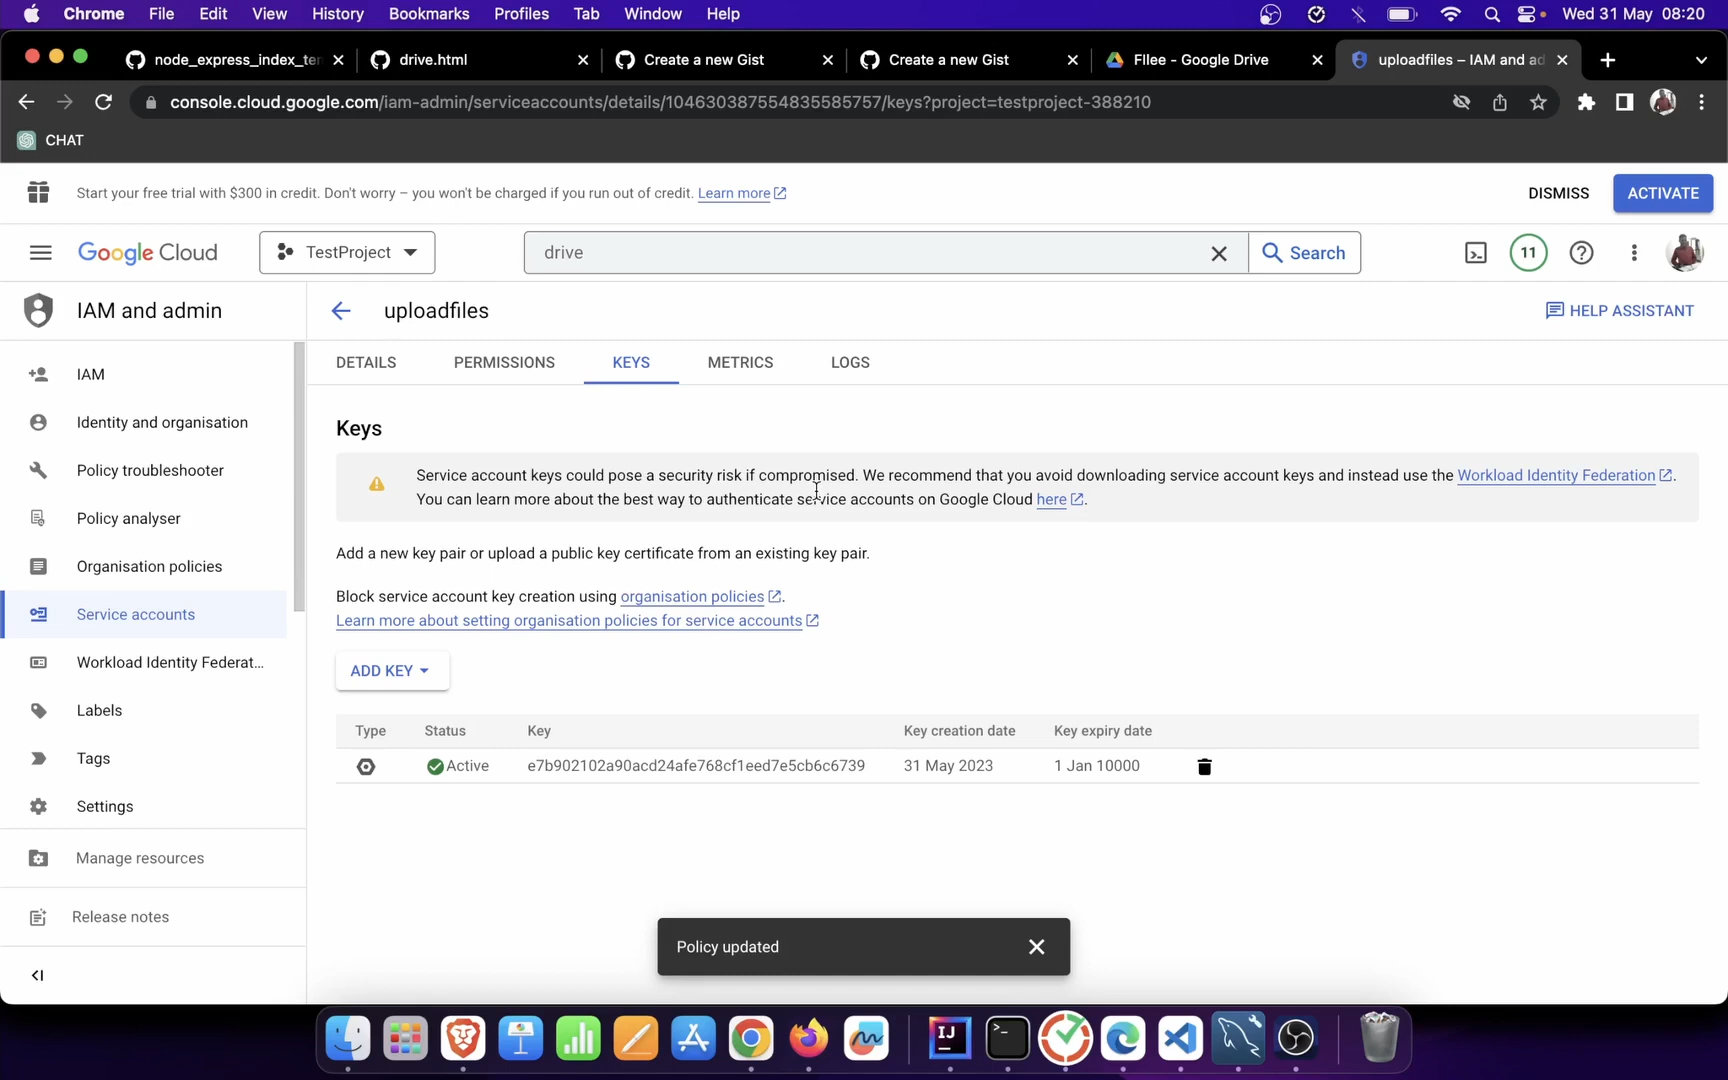 Chrome File Edit View History Bookmarks Profiles Tab Window Help Wed 31 May 08:20
node_express_index_ter drive.html Create a new Gist Create a new Gist FIlee - Google Drive uploadfiles – IAM and ad
console.cloud.google.com/iam-admin/serviceaccounts/details/104630387554835585757/keys?project=testproject-388210
CHAT
Start your free trial with $300 in credit. Don't worry – you won't be charged if you run out of credit. Learn more DISMISS ACTIVATE
Google Cloud TestProject drive Search 11
IAM and admin
uploadfiles HELP ASSISTANT
IAM
Identity and organisation
Policy troubleshooter
Policy analyser
Organisation policies
Service accounts
Workload Identity Federat...
Labels
Tags
Settings
Manage resources
Release notes
DETAILS PERMISSIONS KEYS METRICS LOGS
Keys
Service account keys could pose a security risk if compromised. We recommend that you avoid downloading service account keys and instead use the Workload Identity Federation.
You can learn more about the best way to authenticate service accounts on Google Cloud here.
Add a new key pair or upload a public key certificate from an existing key pair.
Block service account key creation using organisation policies.
Learn more about setting organisation policies for service accounts
ADD KEY
Type Status Key Key creation date Key expiry date
Active e7b902102a90acd24afe768cf1eed7e5cb6c6739 31 May 2023 1 Jan 10000
Policy updated
IJ